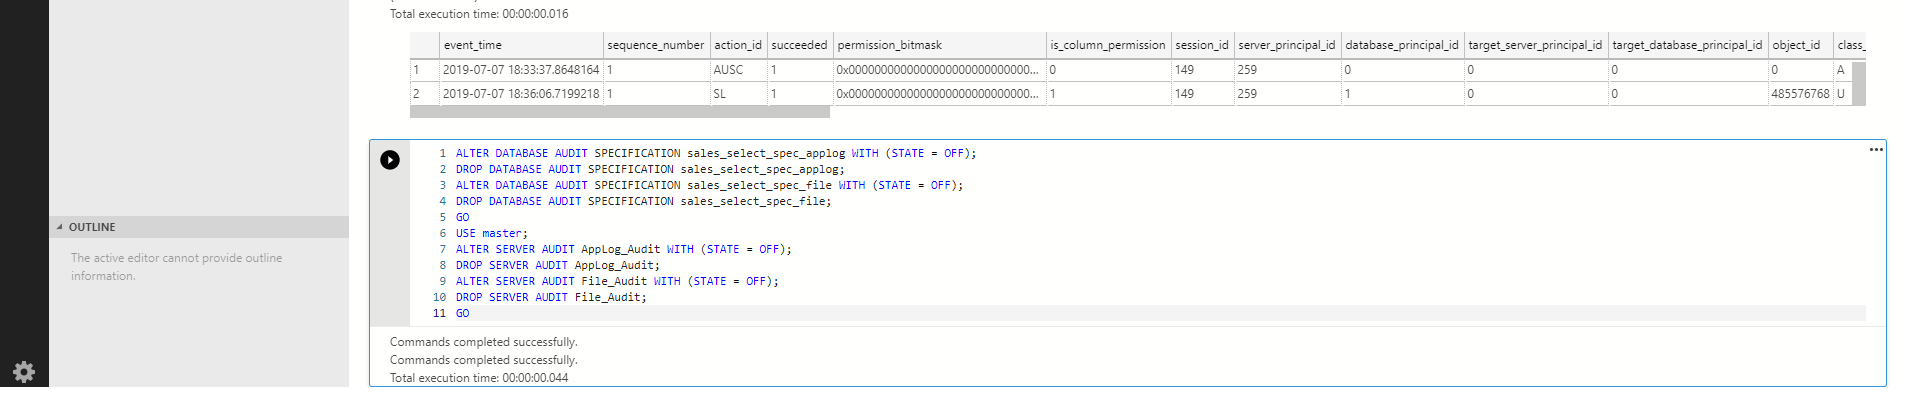 Total execution time: 00:00:00.016
event_time sequence_number action_id succeeded permission_bitmask is_column_permission session_id server_principal_id database_principal_id target_server_principal_id target_database_principal_id object_id class_
1 2019-07-07 18:33:37.8648164 1 AUSC 1 0x0000000000000000000000000000... 0 149 259 0 0 0 0 A
2 2019-07-07 18:36:06.7199218 1 SL 1 0x0000000000000000000000000000... 1 149 259 1 0 0 485576768 U
OUTLINE
The active editor cannot provide outline
information.
1 ALTER DATABASE AUDIT SPECIFICATION sales_select_spec_applog WITH (STATE = OFF);
2 DROP DATABASE AUDIT SPECIFICATION sales_select_spec_applog;
3 ALTER DATABASE AUDIT SPECIFICATION sales_select_spec_file WITH (STATE = OFF);
4 DROP DATABASE AUDIT SPECIFICATION sales_select_spec_file;
5 GO
6 USE master;
7 ALTER SERVER AUDIT AppLog_Audit WITH (STATE = OFF);
8 DROP SERVER AUDIT AppLog_Audit;
9 ALTER SERVER AUDIT File_Audit WITH (STATE = OFF);
10 DROP SERVER AUDIT File_Audit;
11 GO
Commands completed successfully.
Commands completed successfully.
Total execution time: 00:00:00.044